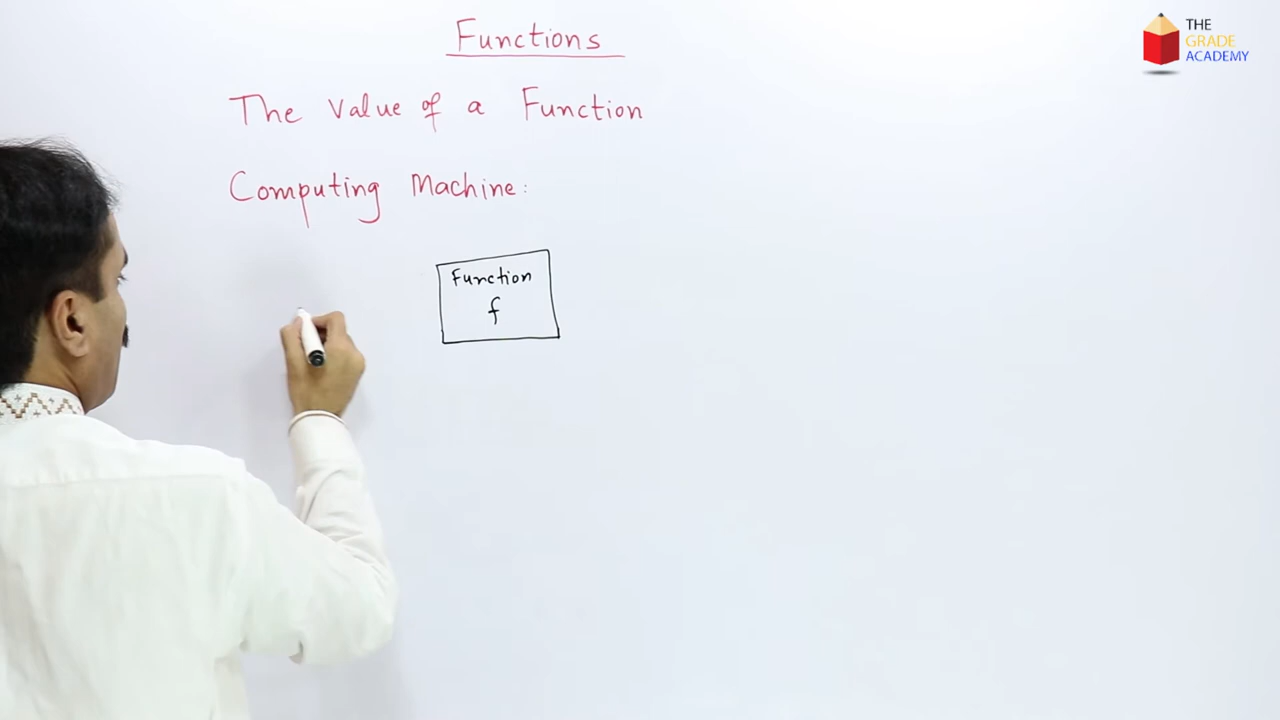 Functions
The Value of a Function
Computing Machine:
Function
f
THE
GRADE
ACADEMY